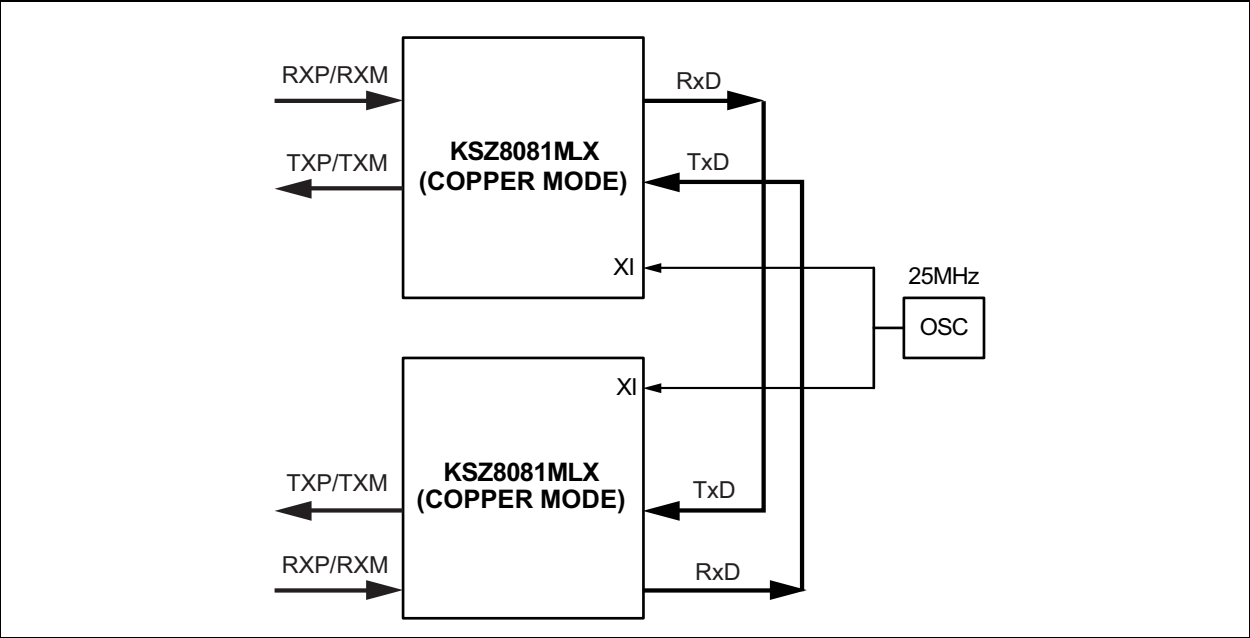 RXP/RXM
RxD
KSZ8081MLX
(COPPER MODE)
TXP/TXM
TxD
XI
25MHz
OSC
XI
KSZ8081MLX
(COPPER MODE)
TXP/TXM
TxD
RXP/RXM
RxD